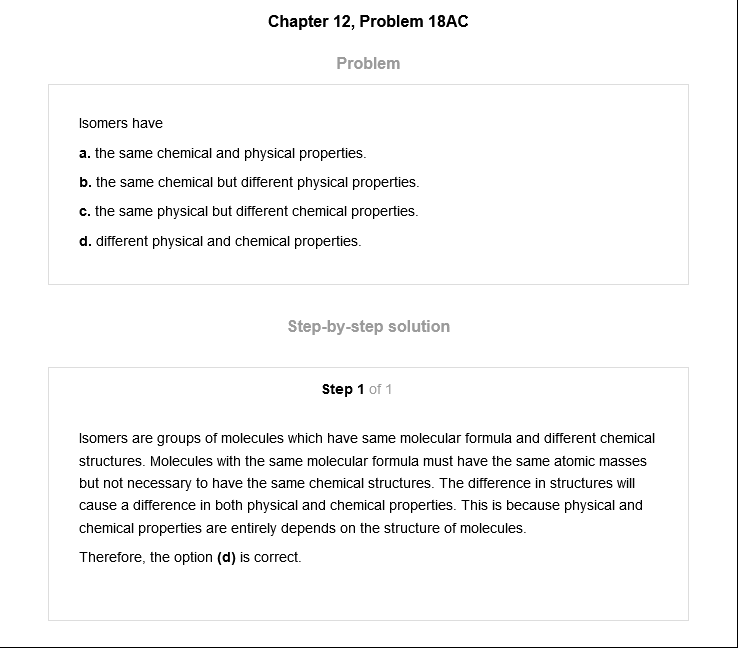 Chapter 12, Problem 18AC
Problem
Isomers have
a. the same chemical and physical properties.
b. the same chemical but different physical properties.
c. the same physical but different chemical properties.
d. different physical and chemical properties.
Step-by-step solution
Step 1 of 1
Isomers are groups of molecules which have same molecular formula and different chemical
structures. Molecules with the same molecular formula must have the same atomic masses
but not necessary to have the same chemical structures. The difference in structures will
cause a difference in both physical and chemical properties. This is because physical and
chemical properties are entirely depends on the structure of molecules.
Therefore, the option (d) is correct.